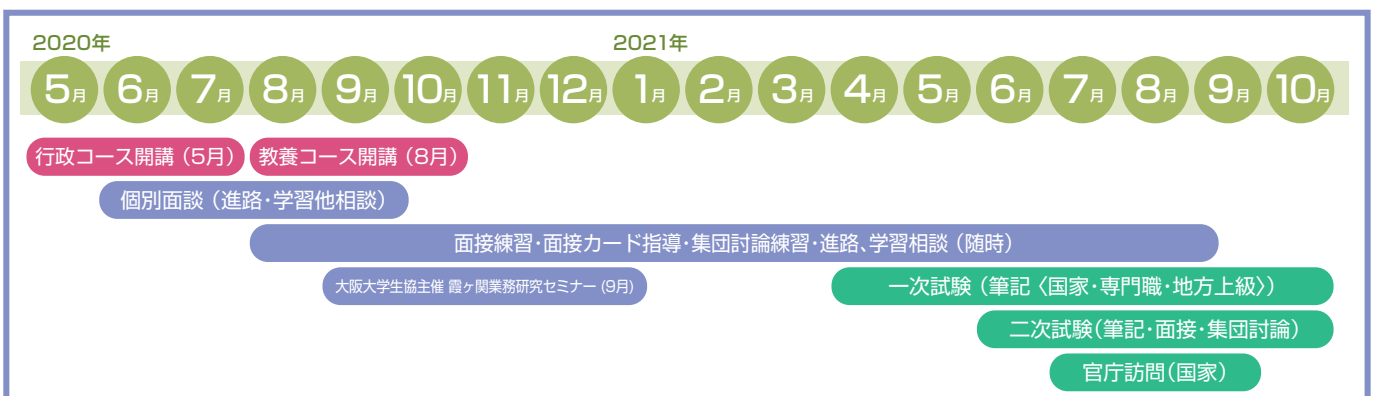 2020年 2021年
5月 6月 7月 8月 9月 10月 11月 12月 1月 2月 3月 4月 5月 6月 7月 8月 9月 10月
行政コース開講（5月） 教養コース開講（8月）
個別面談（進路・学習他相談）
面接練習・面接カード指導・集団討論練習・進路、学習相談（随時）
大阪大学生協主催 霞ヶ関業務研究セミナー(9月) 一次試験（筆記〈国家・専門職・地方上級〉）
二次試験（筆記・面接・集団討論）
官庁訪問（国家）